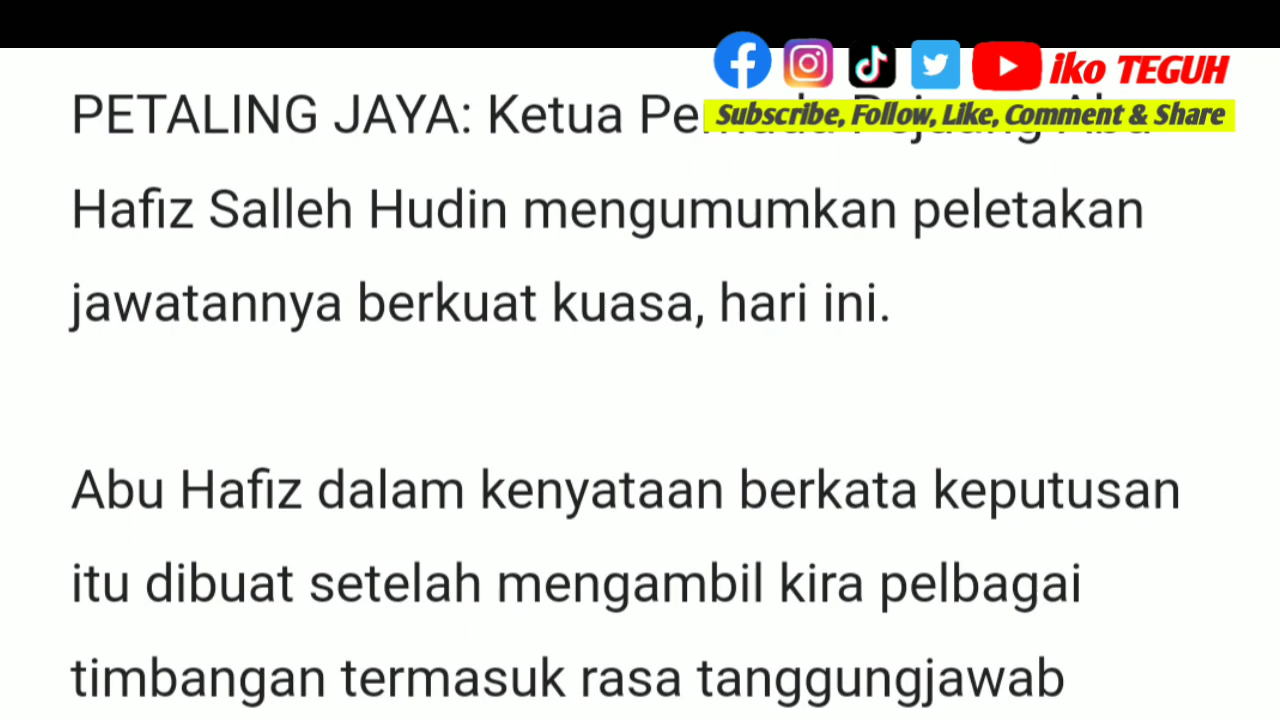 iko TEGUH
Subscribe, Follow, Like, Comment & Share
PETALING JAYA: Ketua
Hafiz Salleh Hudin mengumumkan peletakan
jawatannya berkuat kuasa, hari ini.
Abu Hafiz dalam kenyataan berkata keputusan
itu dibuat setelah mengambil kira pelbagai
timbangan termasuk rasa tanggungjawab